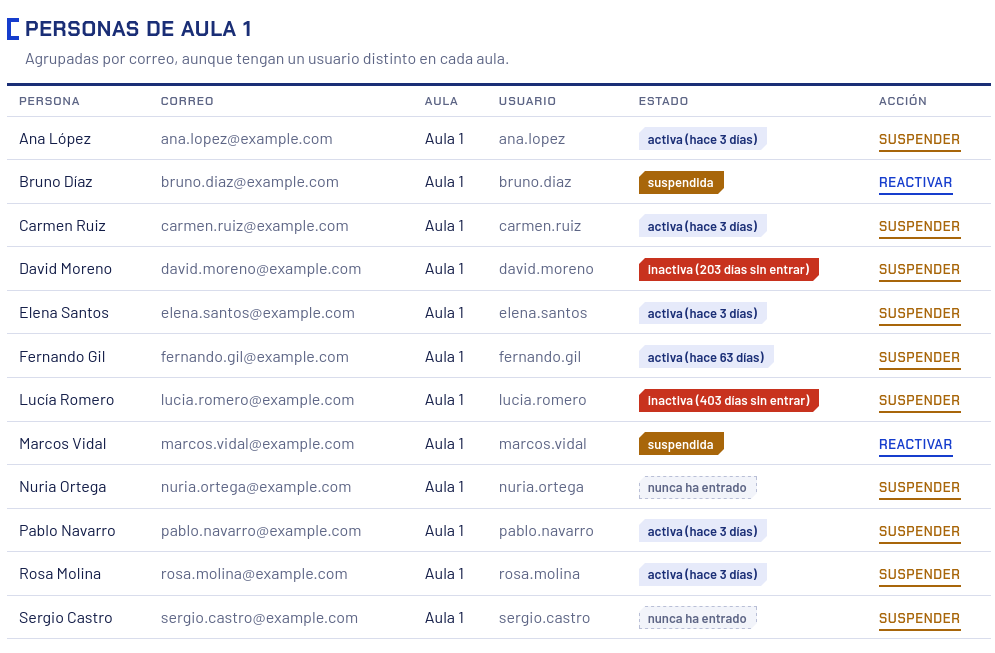 PERSONAS DE AULA 1
Agrupadas por correo, aunque tengan un usuario distinto en cada aula.
PERSONA CORREO AULA USUARIO ESTADO ACCIÓN
Ana López ana.lopez@example.com Aula 1 ana.lopez activa (hace 3 días) SUSPENDER
Bruno Díaz bruno.diaz@example.com Aula 1 bruno.diaz suspendida REACTIVAR
Carmen Ruiz carmen.ruiz@example.com Aula 1 carmen.ruiz activa (hace 3 días) SUSPENDER
David Moreno david.moreno@example.com Aula 1 david.moreno inactiva (203 días sin entrar) SUSPENDER
Elena Santos elena.santos@example.com Aula 1 elena.santos activa (hace 3 días) SUSPENDER
Fernando Gil fernando.gil@example.com Aula 1 fernando.gil activa (hace 63 días) SUSPENDER
Lucía Romero lucia.romero@example.com Aula 1 lucia.romero inactiva (403 días sin entrar) SUSPENDER
Marcos Vidal marcos.vidal@example.com Aula 1 marcos.vidal suspendida REACTIVAR
Nuria Ortega nuria.ortega@example.com Aula 1 nuria.ortega nunca ha entrado SUSPENDER
Pablo Navarro pablo.navarro@example.com Aula 1 pablo.navarro activa (hace 3 días) SUSPENDER
Rosa Molina rosa.molina@example.com Aula 1 rosa.molina activa (hace 3 días) SUSPENDER
Sergio Castro sergio.castro@example.com Aula 1 sergio.castro nunca ha entrado SUSPENDER